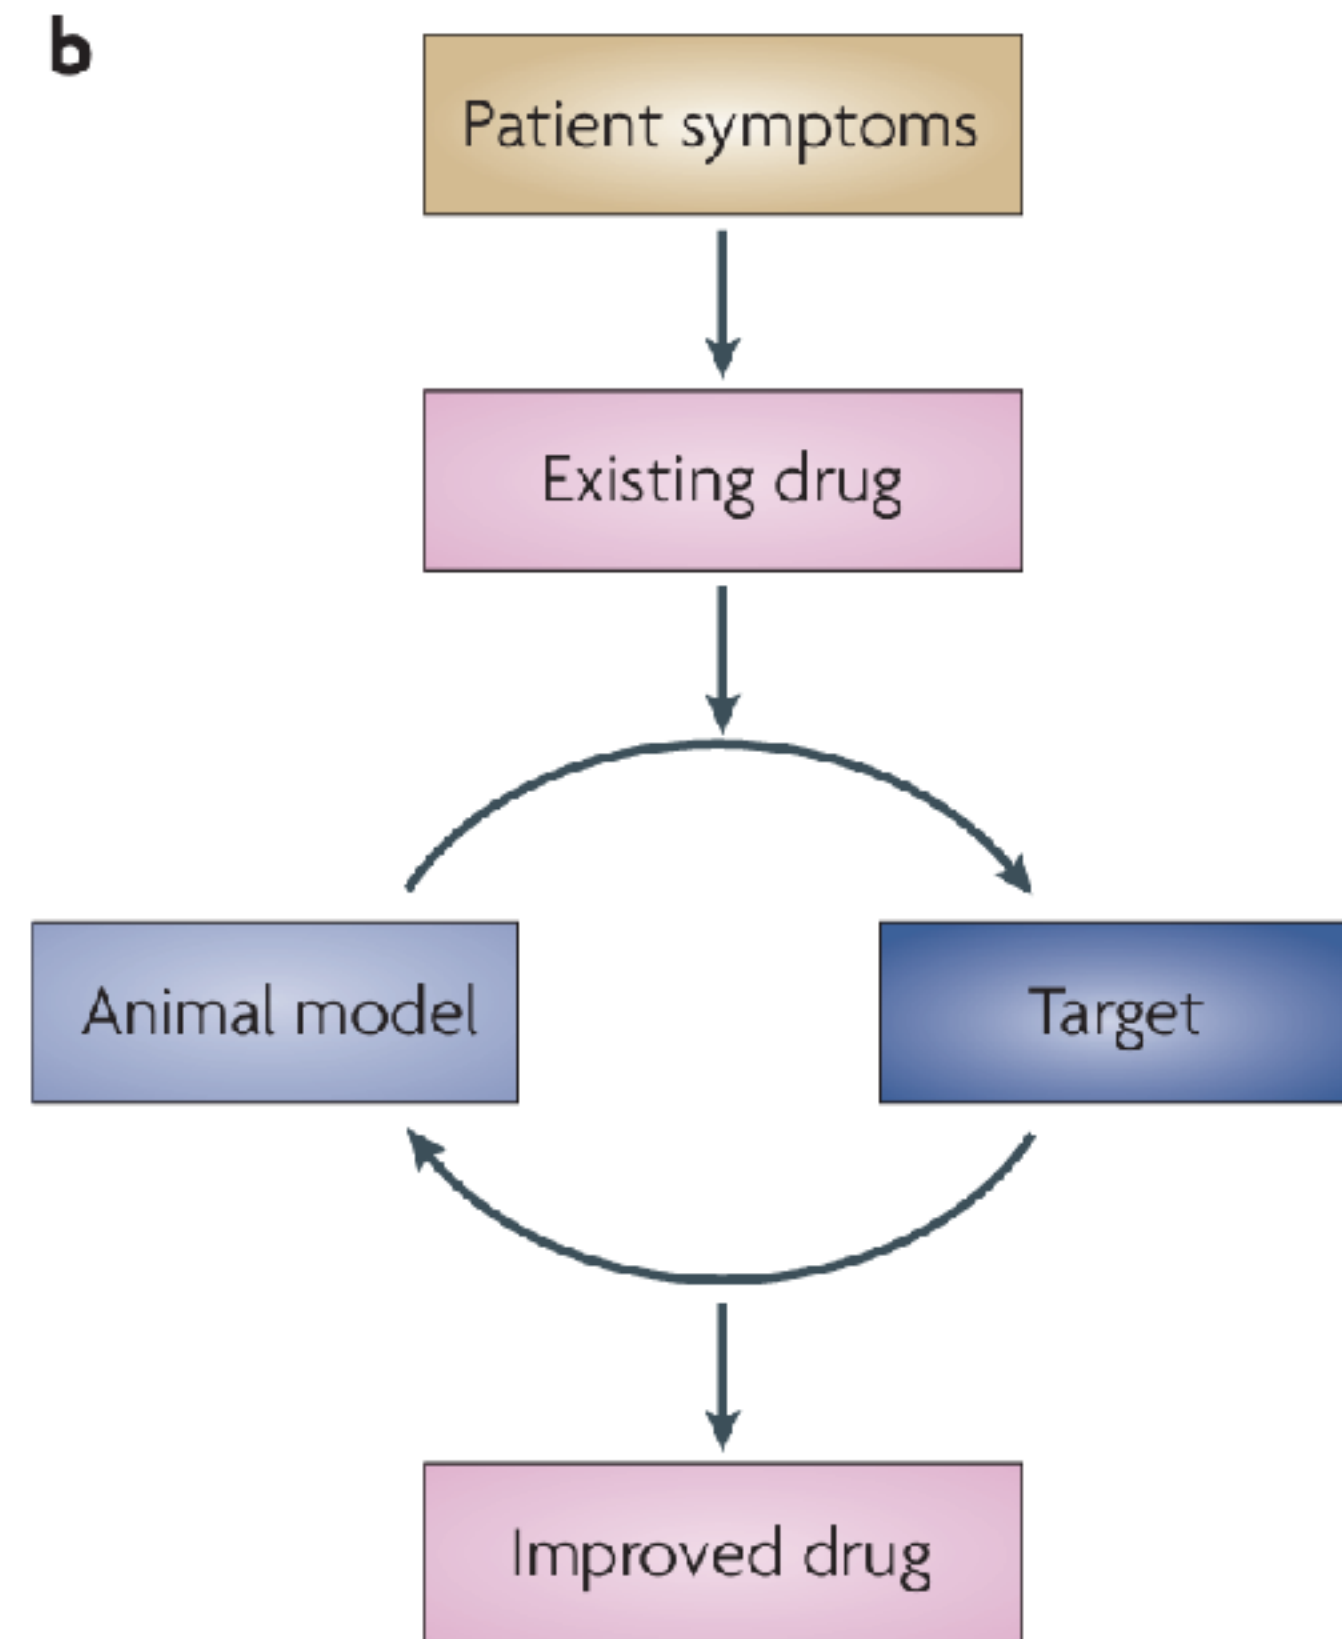 b
Patient symptoms
Existing drug
Animal model
Target
Improved drug